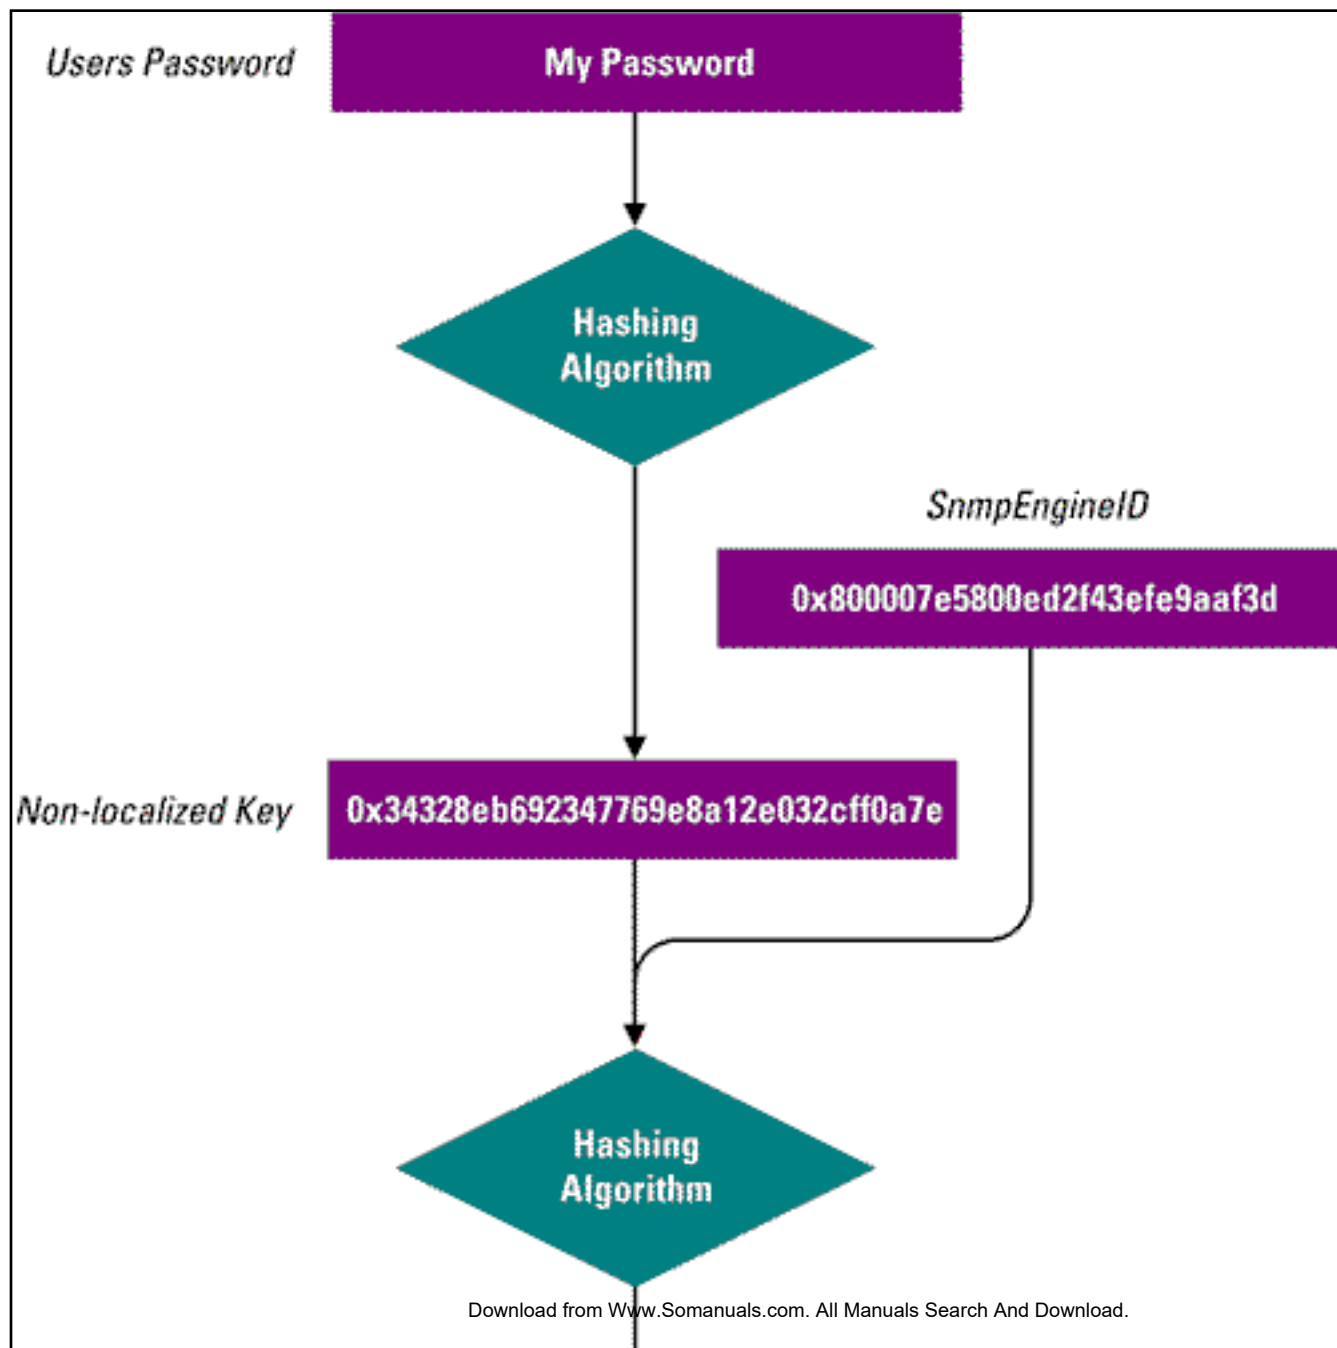 Users Password
My Password
Hashing
Algorithm
SnmpEngineID
0x800007e5800ed2f43efe9aaf3d
Non-localized Key
0x34328eb692347769e8a12e032cff0a7e
Hashing
Algorithm
Download from Www.Somanuals.com. All Manuals Search And Download.